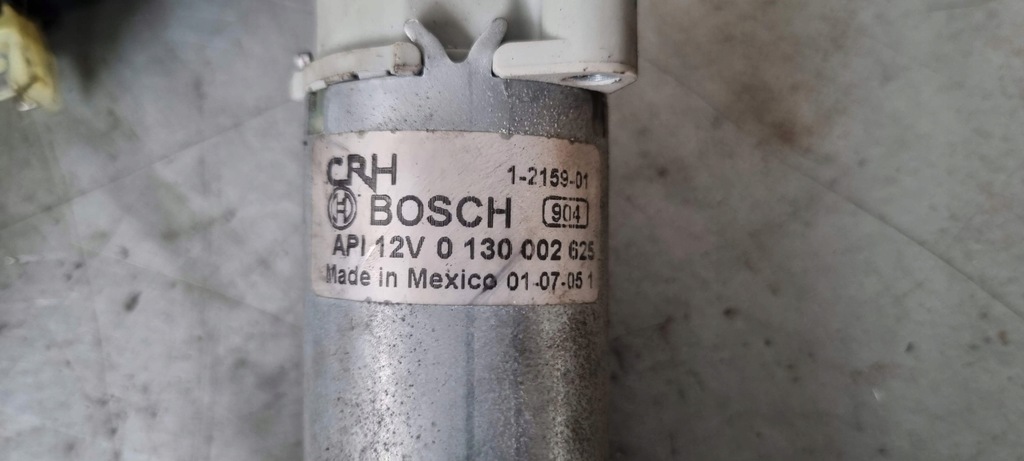 CRH 1-2159-01
BOSCH 904
API 12V 0 130 002 625
Made in Mexico 01-07-05 1